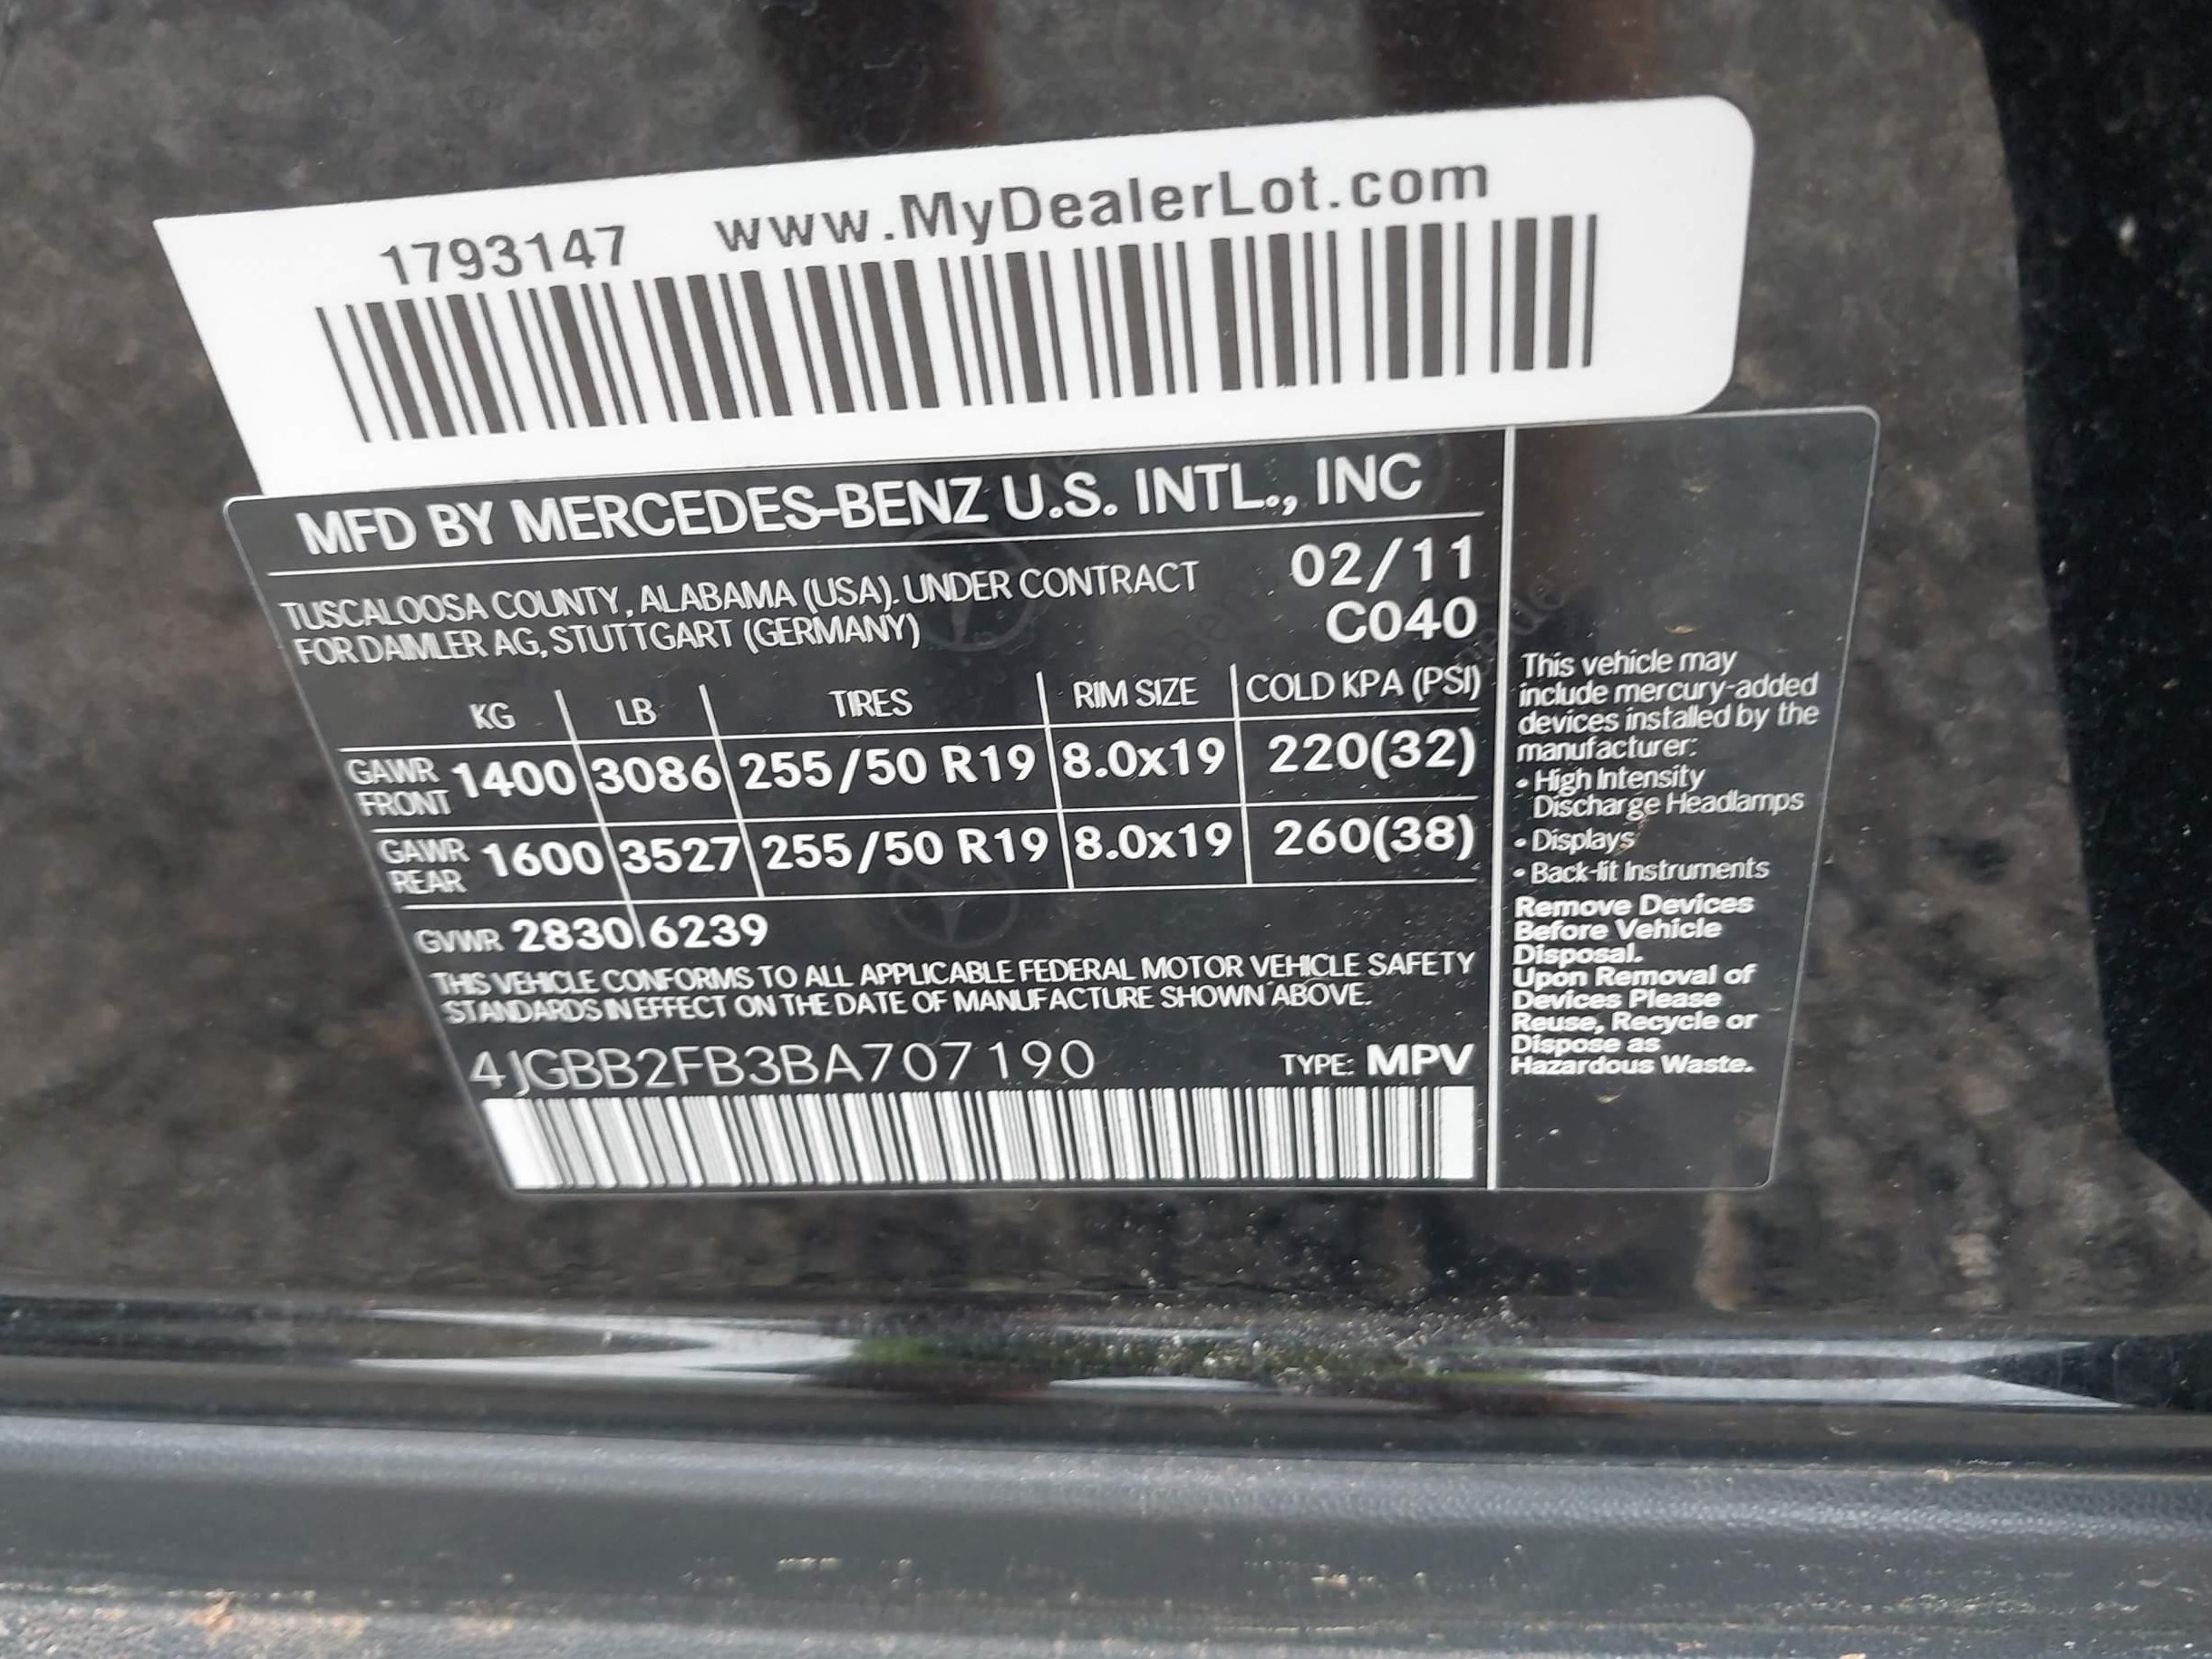 1793147 www.MyDealerLot.com
MFD BY MERCEDES-BENZ U.S. INTL., INC
TUSCALOOSA COUNTY, ALABAMA (USA). UNDER CONTRACT
FOR DAIMLER AG, STUTTGART (GERMANY)
02/11
C040
KG LB TIRES RIM SIZE COLD KPA (PSI)
GAWR FRONT 1400 3086 255/50 R19 8.0x19 220(32)
GAWR REAR 1600 3527 255/50 R19 8.0x19 260(38)
GVWR 2830 6239
THIS VEHICLE CONFORMS TO ALL APPLICABLE FEDERAL MOTOR VEHICLE SAFETY
STANDARDS IN EFFECT ON THE DATE OF MANUFACTURE SHOWN ABOVE.
4JGBB2FB3BA707190 TYPE: MPV
This vehicle may
include mercury-added
devices installed by the
manufacturer:
• High Intensity
Discharge Headlamps
• Displays
• Back-lit Instruments
Remove Devices
Before Vehicle
Disposal.
Upon Removal of
Devices Please
Reuse, Recycle or
Dispose as
Hazardous Waste.